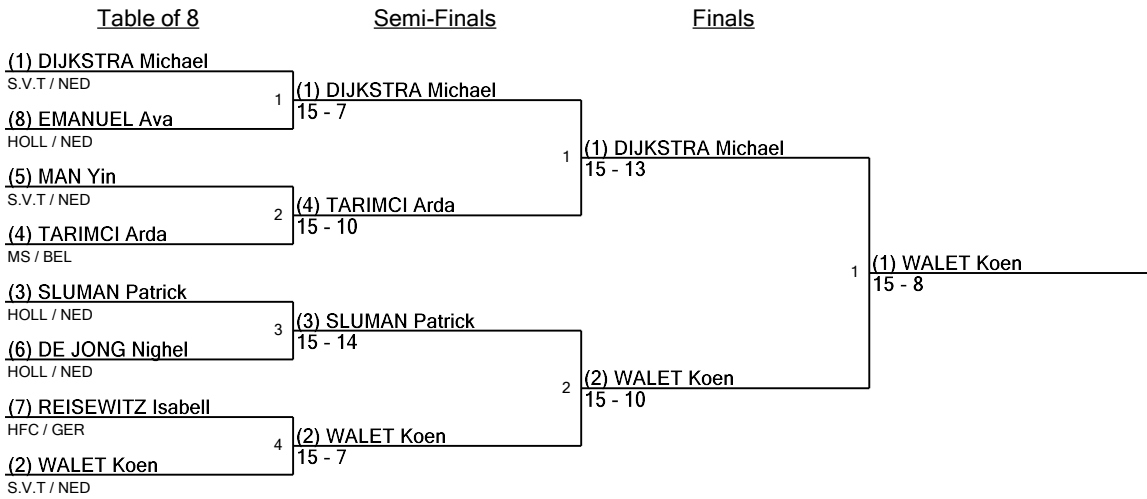 Table of 8
Semi-Finals
Finals
(1) DIJKSTRA Michael
S.V.T / NED
(8) EMANUEL Ava
HOLL / NED
(5) MAN Yin
S.V.T / NED
(4) TARIMCI Arda
MS / BEL
(3) SLUMAN Patrick
HOLL / NED
(6) DE JONG Nighel
HOLL / NED
(7) REISEWITZ Isabell
HFC / GER
(2) WALET Koen
S.V.T / NED
1
(1) DIJKSTRA Michael
15 - 7
2
(4) TARIMCI Arda
15 - 10
3
(3) SLUMAN Patrick
15 - 14
4
(2) WALET Koen
15 - 7
1
(1) DIJKSTRA Michael
15 - 13
2
(2) WALET Koen
15 - 10
1
(1) WALET Koen
15 - 8